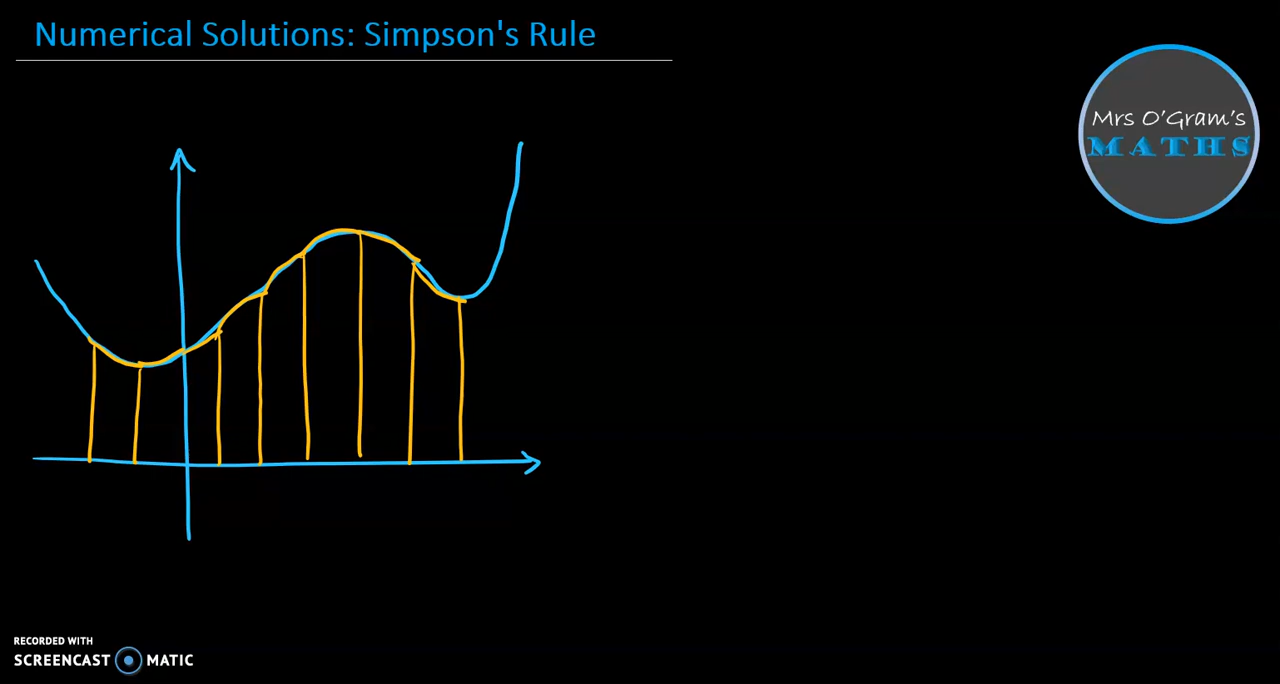 Numerical Solutions: Simpson's Rule
Mrs O'Gram's
MATHS
RECORDED WITH
SCREENCAST MATIC